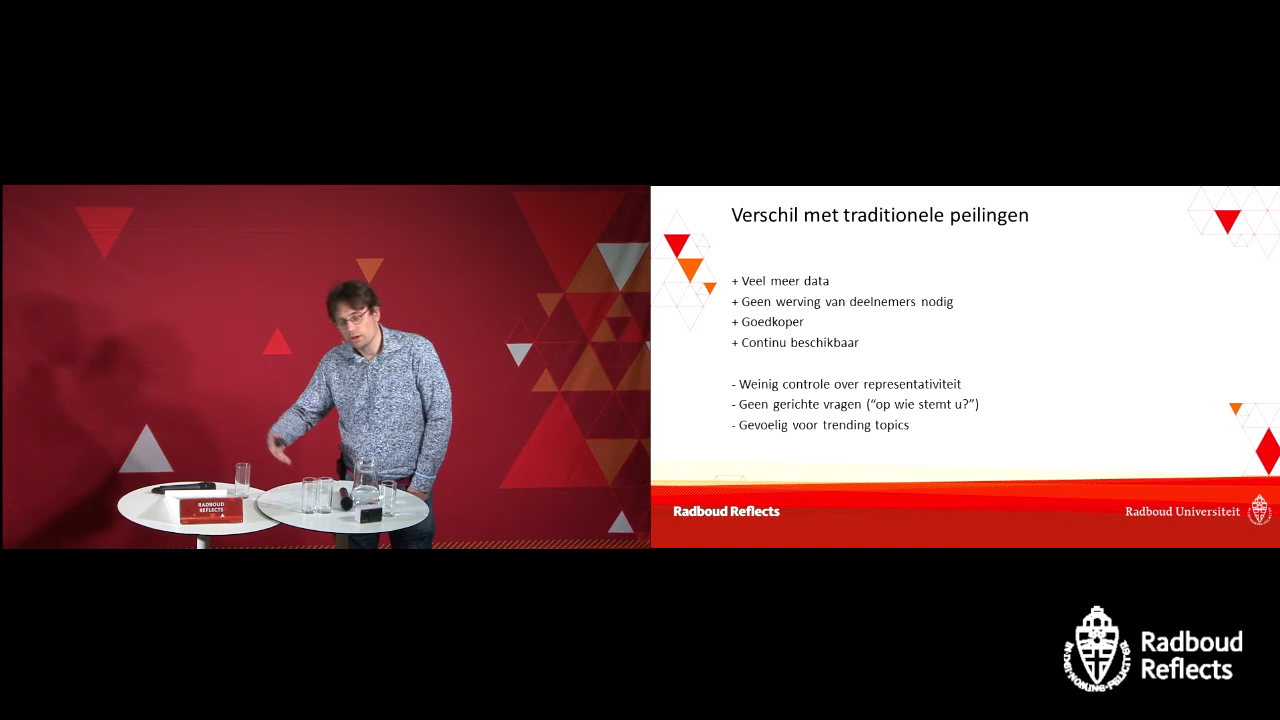 Verschil met traditionele peilingen
+ Veel meer data
+ Geen werving van deelnemers nodig
+ Goedkoper
+ Continu beschikbaar
- Weinig controle over representativiteit
- Geen gerichte vragen (“op wie stemt u?”)
- Gevoelig voor trending topics
RADBOUD
REFLECTS
Radboud Reflects
Radboud Universiteit
Radboud
Reflects